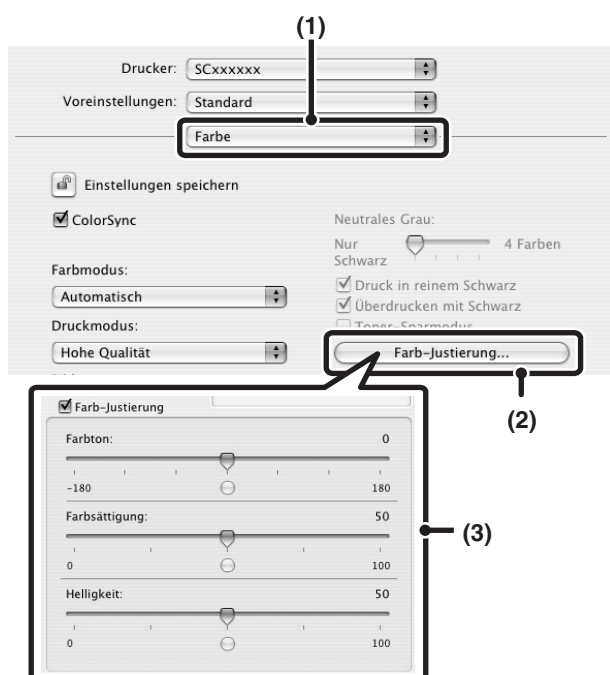 (1)
Drucker: SCxxxxxx
Voreinstellungen: Standard
Farbe
Einstellungen speichern
ColorSync
Neutrales Grau:
Nur Schwarz
4 Farben
Farbmodus:
Automatisch
Druck in reinem Schwarz
Überdrucken mit Schwarz
Toner-Sparmodus
Druckmodus:
Hohe Qualität
Farb-Justierung...
(2)
Farb-Justierung
Farbton: 0
-180 180
Farbsättigung: 50
0 100
(3)
Helligkeit: 50
0 100